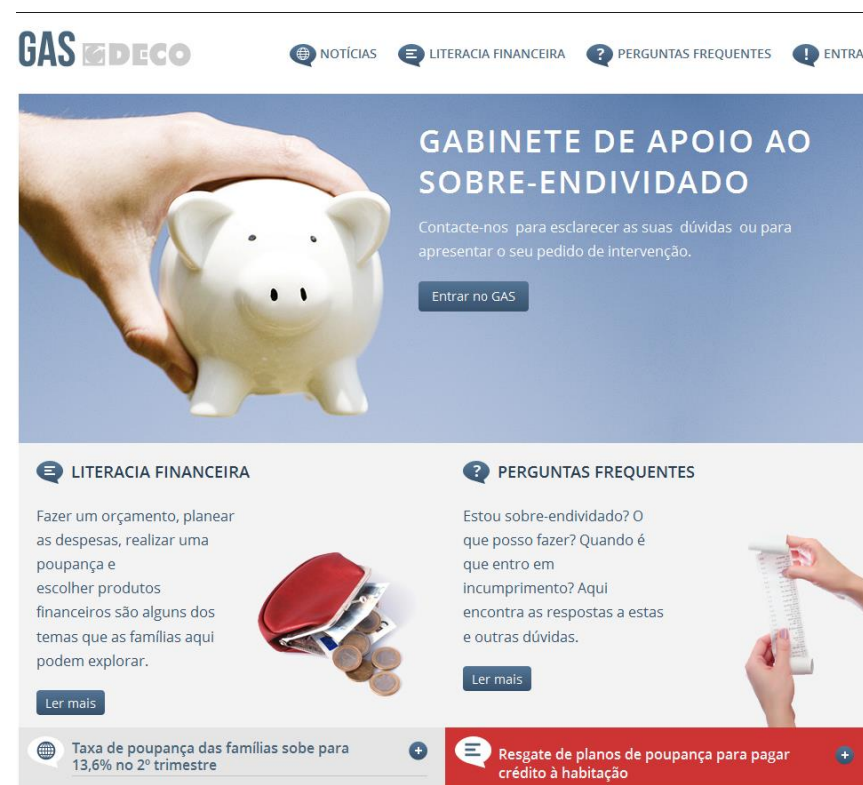 GAS DECO
NOTÍCIAS
LITERACIA FINANCEIRA
PERGUNTAS FREQUENTES
ENTRA
GABINETE DE APOIO AO
SOBRE-ENDIVIDADO
Contacte-nos para esclarecer as suas dúvidas ou para
apresentar o seu pedido de intervenção.
Entrar no GAS
LITERACIA FINANCEIRA
Fazer um orçamento, planear
as despesas, realizar uma
poupança e
escolher produtos
financeiros são alguns dos
temas que as famílias aqui
podem explorar.
Ler mais
PERGUNTAS FREQUENTES
Estou sobre-endividado? O
que posso fazer? Quando é
que entro em
incumprimento? Aqui
encontra as respostas a estas
e outras dúvidas.
Ler mais
Taxa de poupança das famílias sobe para
13,6% no 2º trimestre
Resgate de planos de poupança para pagar
crédito à habitação